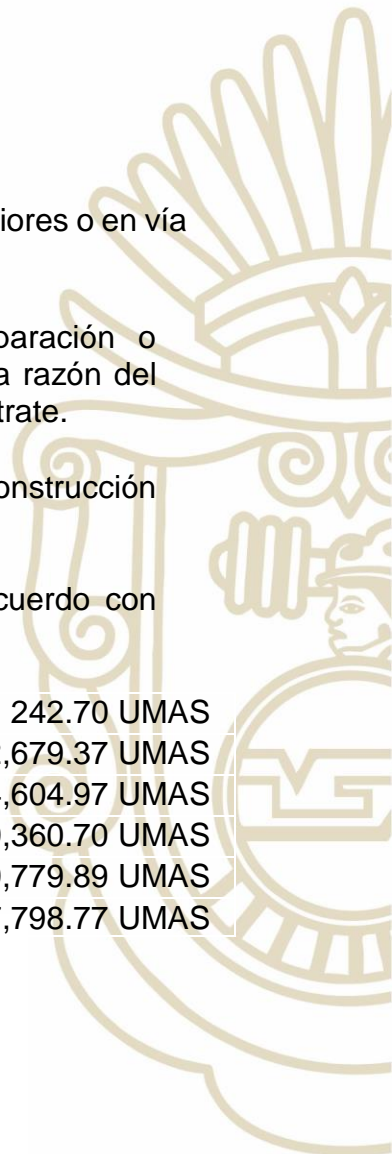 iores o en vía
paración o
a razón del
trate.
onstrucción
cuerdo con
242.70 UMAS
,679.37 UMAS
,604.97 UMAS
,360.70 UMAS
,779.89 UMAS
,798.77 UMAS